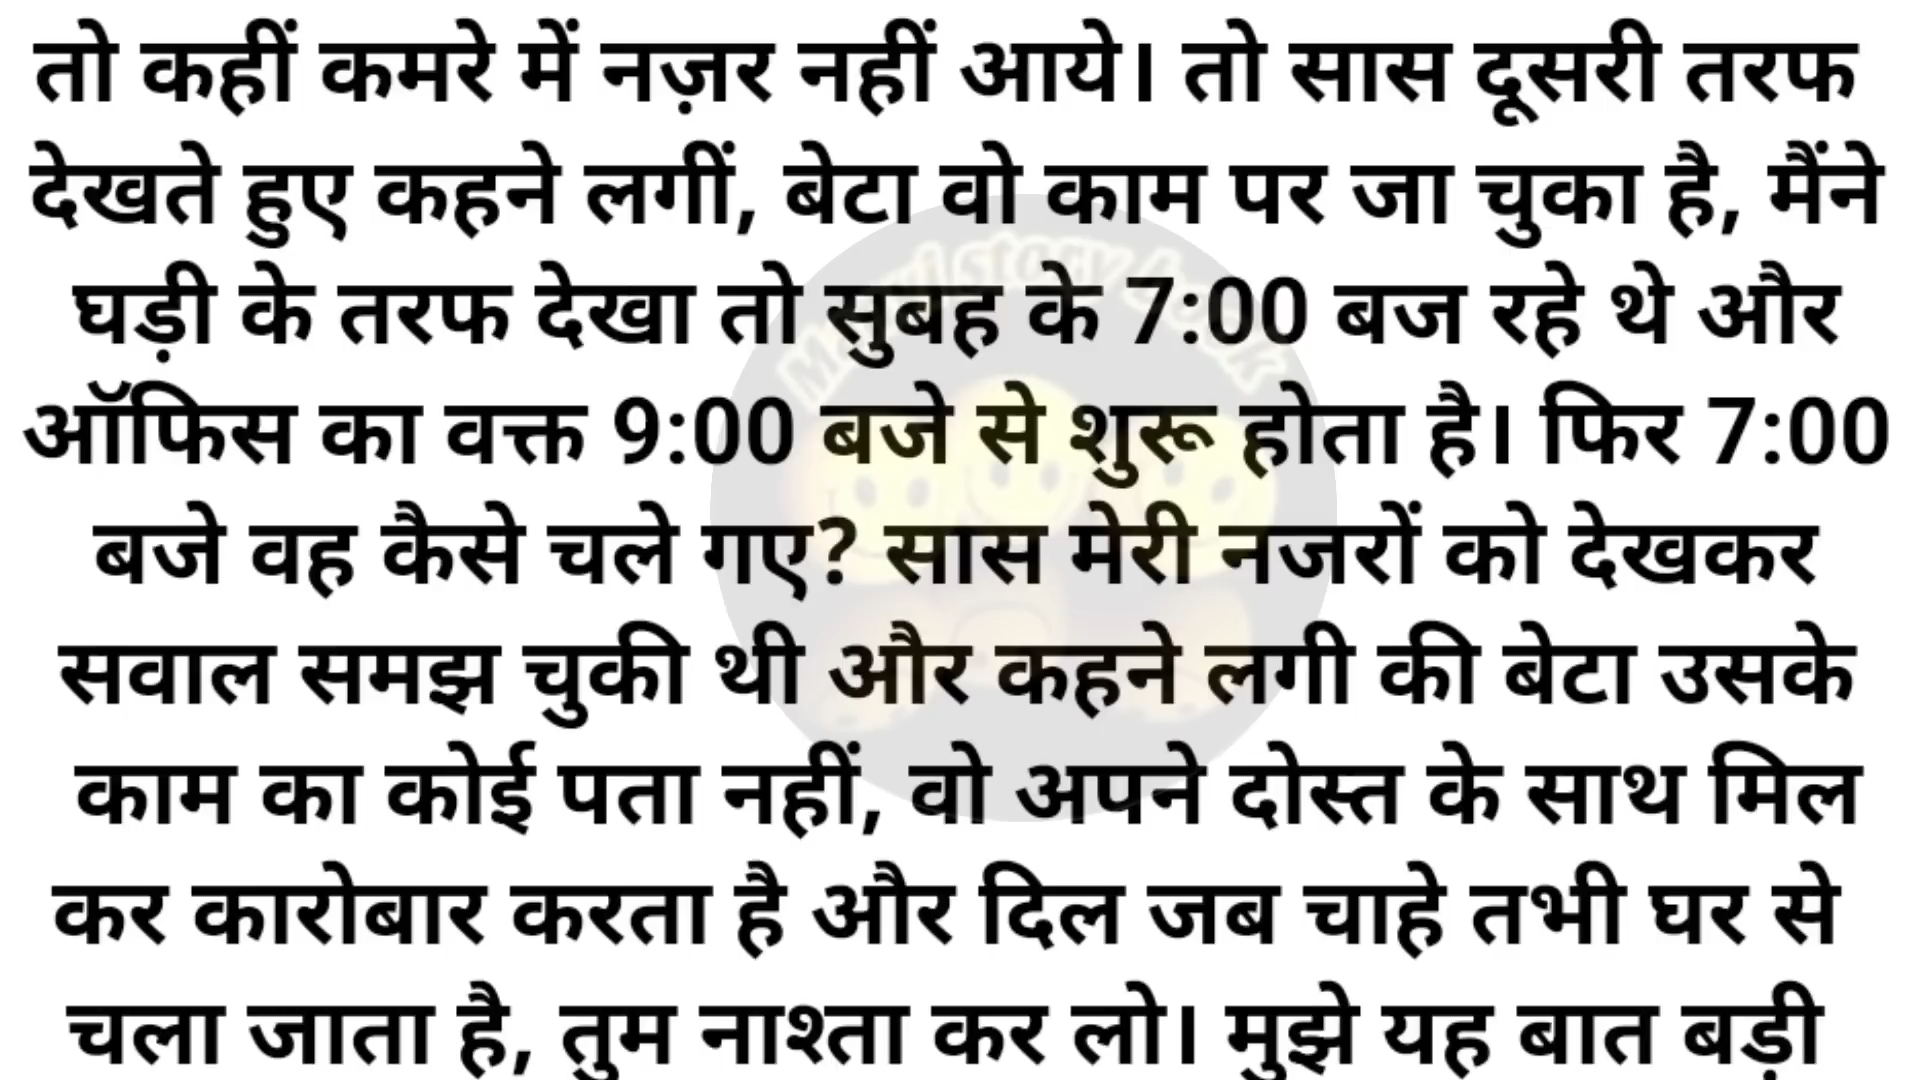 तो कहीं कमरे में नज़र नहीं आये। तो सास दूसरी तरफ
देखते हुए कहने लगीं, बेटा वो काम पर जा चुका है, मैंने
घड़ी के तरफ देखा तो सुबह के 7:00 बज रहे थे और
ऑफिस का वक्त 9:00 बजे से शुरू होता है। फिर 7:00
बजे वह कैसे चले गए? सास मेरी नजरों को देखकर
सवाल समझ चुकी थी और कहने लगी की बेटा उसके
काम का कोई पता नहीं, वो अपने दोस्त के साथ मिल
कर कारोबार करता है और दिल जब चाहे तभी घर से
चला जाता है, तुम नाश्ता कर लो। मुझे यह बात बड़ी